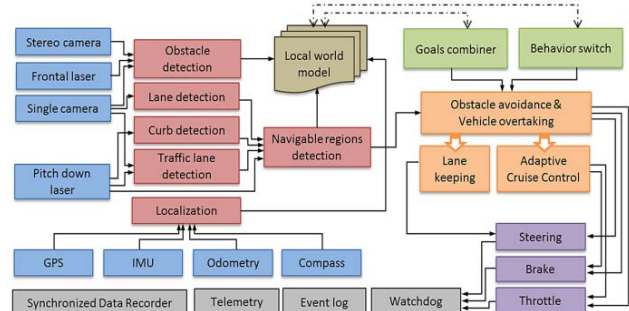 Stereo camera
Frontal laser
Single camera
Pitch down
laser
Obstacle
detection
Lane detection
Curb detection
Traffic lane
detection
Localization
GPS
IMU
Odometry
Compass
Local world
model
Navigable regions
detection
Goals combiner
Behavior switch
Obstacle avoidance &
Vehicle overtaking
Lane
keeping
Adaptive
Cruise Control
Steering
Brake
Throttle
Synchronized Data Recorder
Telemetry
Event log
Watchdog